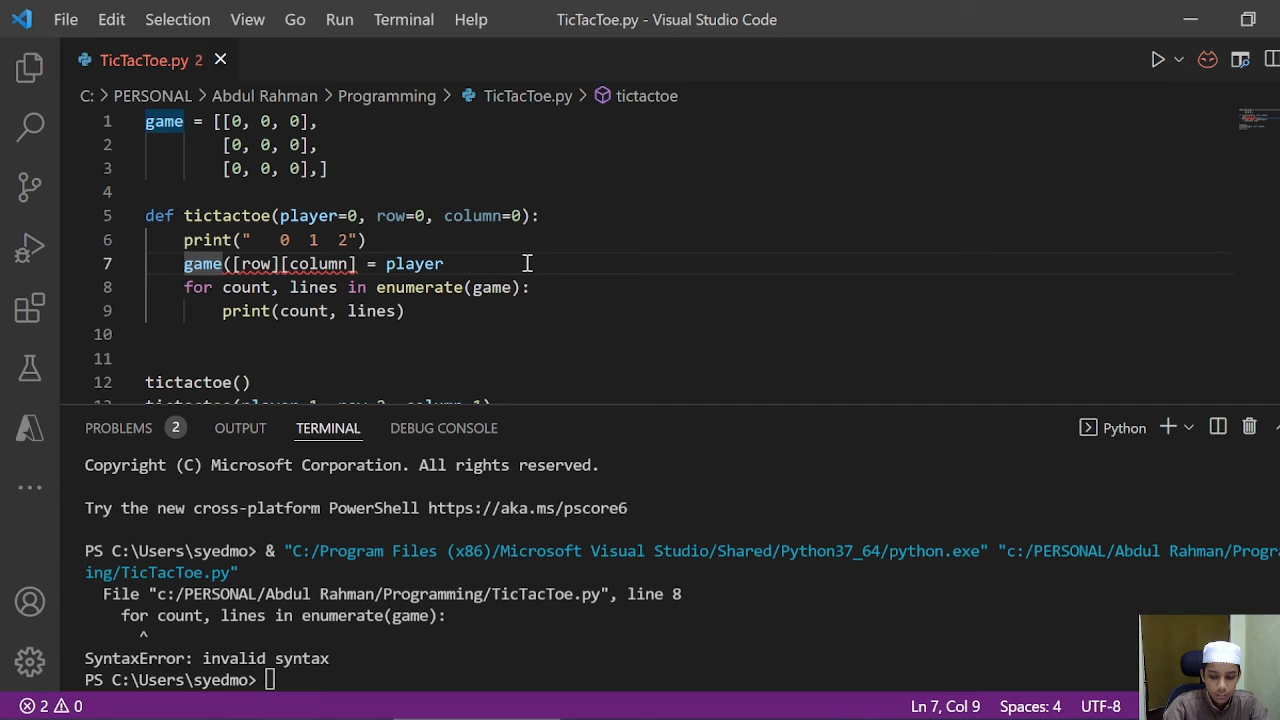 File Edit Selection View Go Run Terminal Help TicTacToe.py - Visual Studio Code
TicTacToe.py 2
C: > PERSONAL > Abdul Rahman > Programming > TicTacToe.py > tictactoe
1 game = [[0, 0, 0],
2 [0, 0, 0],
3 [0, 0, 0],]
4
5 def tictactoe(player=0, row=0, column=0):
6 print("   0  1  2")
7 game([row][column] = player
8 for count, lines in enumerate(game):
9 print(count, lines)
10
11
12 tictactoe()
13 tictactoe(player=1, row=2, column=1)
PROBLEMS 2 OUTPUT TERMINAL DEBUG CONSOLE Python
Copyright (C) Microsoft Corporation. All rights reserved.
Try the new cross-platform PowerShell https://aka.ms/pscore6
PS C:\Users\syedmo> & "C:/Program Files (x86)/Microsoft Visual Studio/Shared/Python37_64/python.exe" "c:/PERSONAL/Abdul Rahman/Progr
ing/TicTacToe.py"
File "c:/PERSONAL/Abdul Rahman/Programming/TicTacToe.py", line 8
for count, lines in enumerate(game):
^
SyntaxError: invalid syntax
PS C:\Users\syedmo>
2 0 Ln 7, Col 9 Spaces: 4 UTF-8